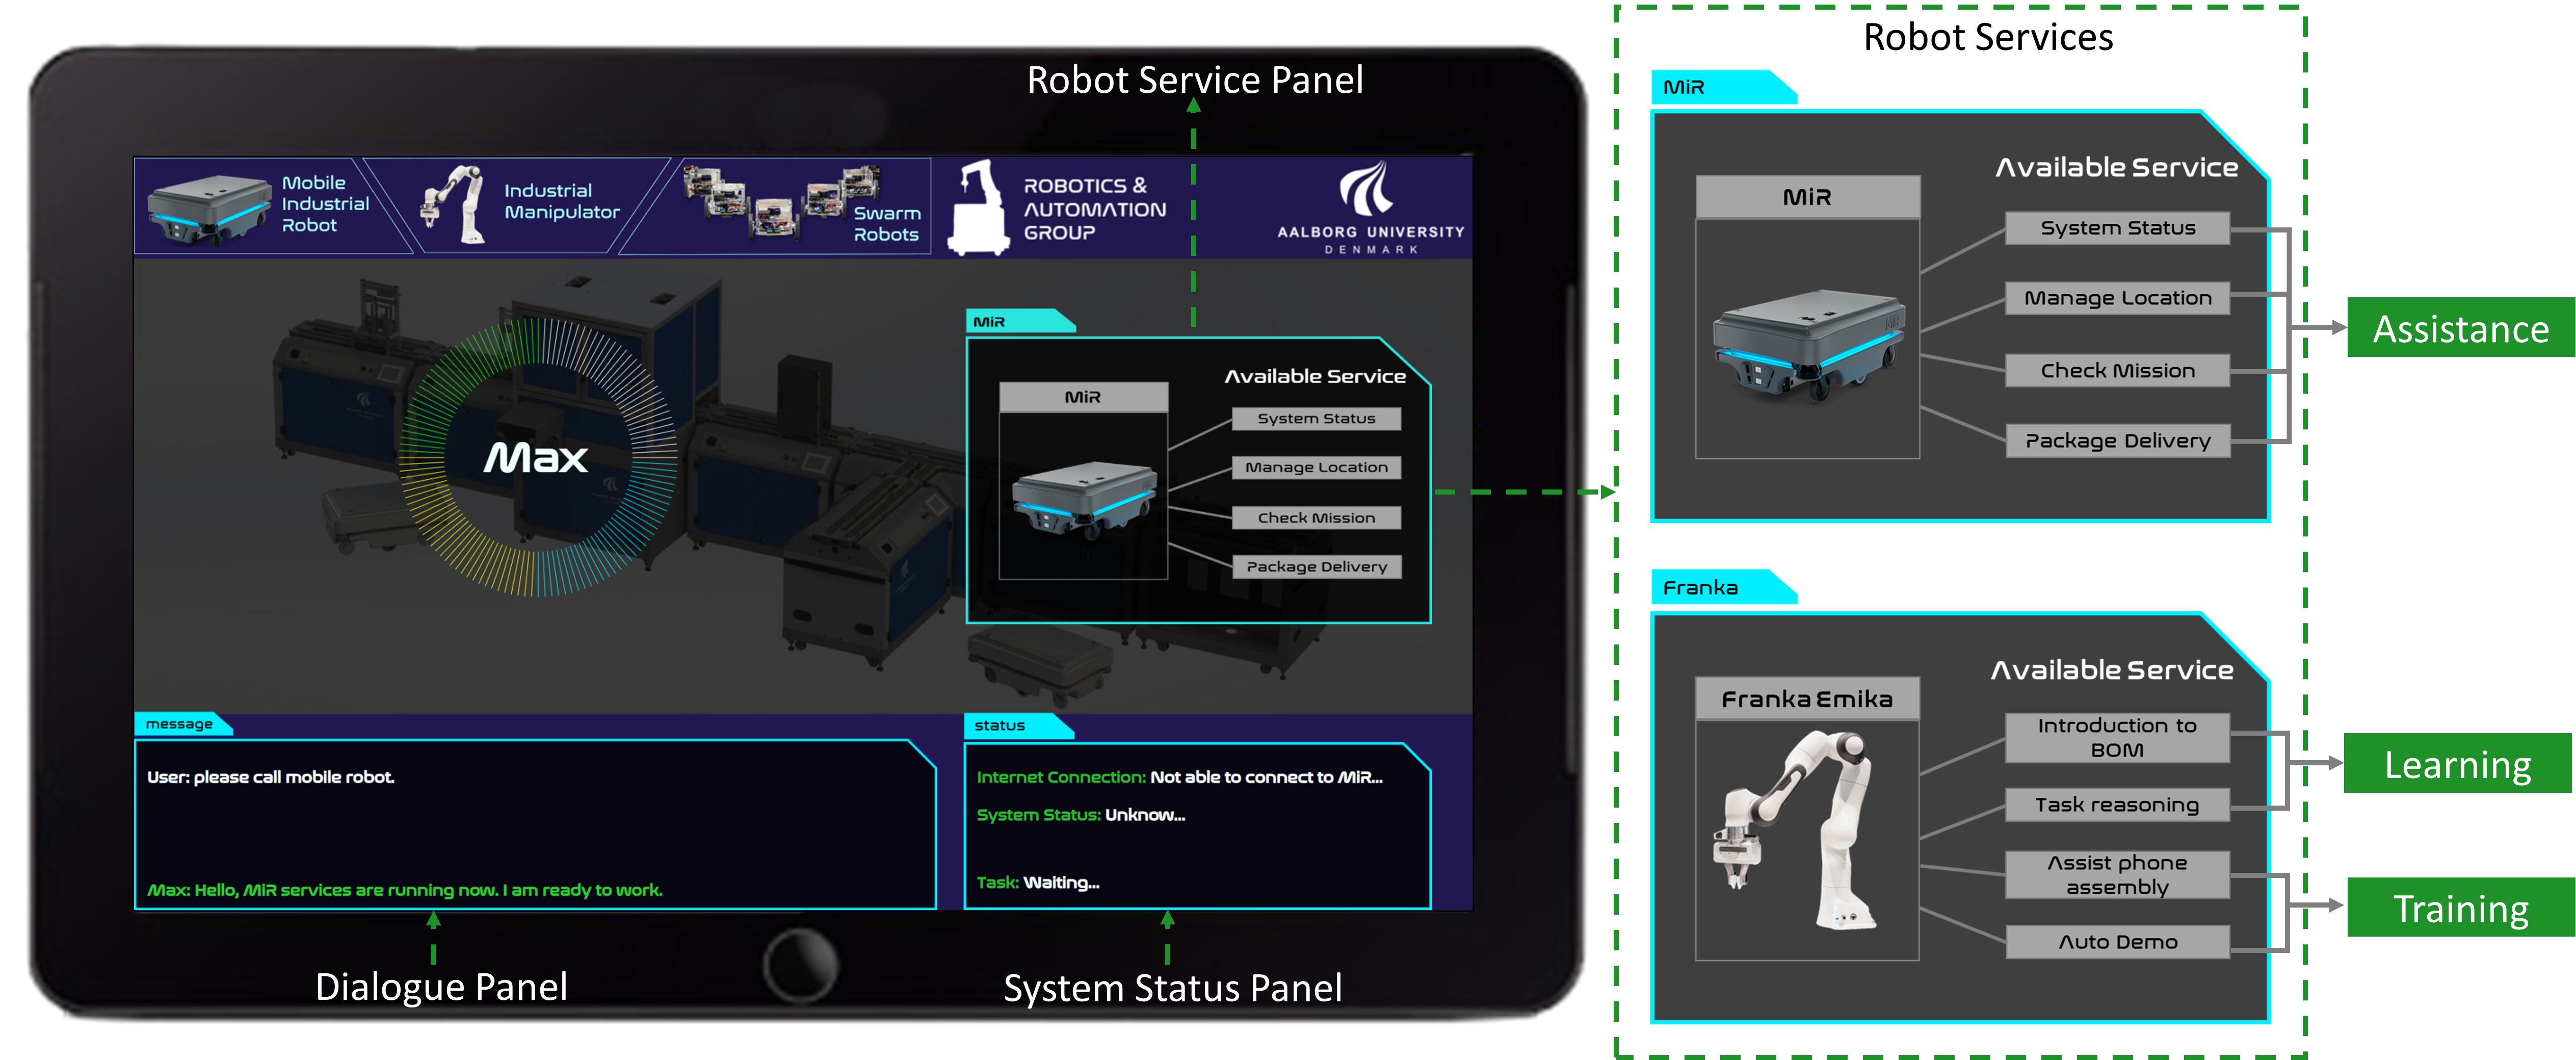 Robot Service Panel
Mobile
Industrial
Robot
Industrial
Manipulator
Swarm
Robots
ROBOTICS &
AUTOMATION
GROUP
AALBORG UNIVERSITY
DENMARK
Max
MiR
Available Service
MiR
System Status
Manage Location
Check Mission
Package Delivery
message
User: please call mobile robot.
Max: Hello, MiR services are running now. I am ready to work.
status
Internet Connection: Not able to connect to MiR...
System Status: Unknow...
Task: Waiting...
Dialogue Panel
System Status Panel
Robot Services
MiR
Available Service
MiR
System Status
Manage Location
Check Mission
Package Delivery
Assistance
Franka
Available Service
Franka Emika
Introduction to
BOM
Task reasoning
Assist phone
assembly
Auto Demo
Learning
Training